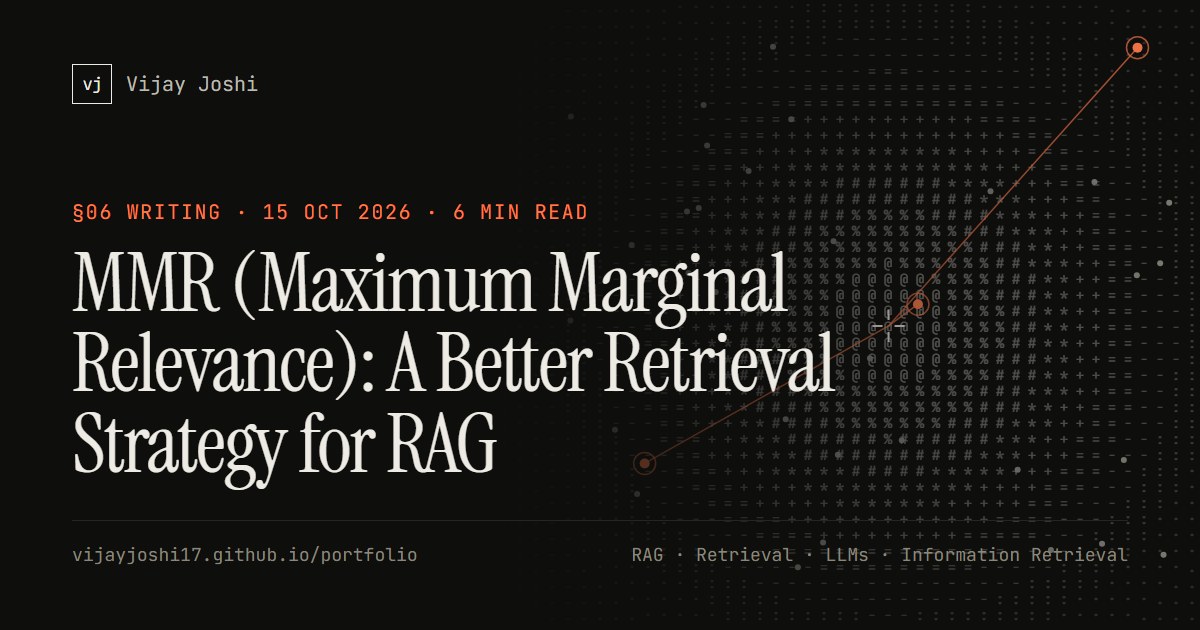 vj Vijay Joshi
§06 WRITING · 15 OCT 2026 · 6 MIN READ
MMR (Maximum Marginal
Relevance): A Better Retrieval
Strategy for RAG
vijayjoshi17.github.io/portfolio
RAG · Retrieval · LLMs · Information Retrieval